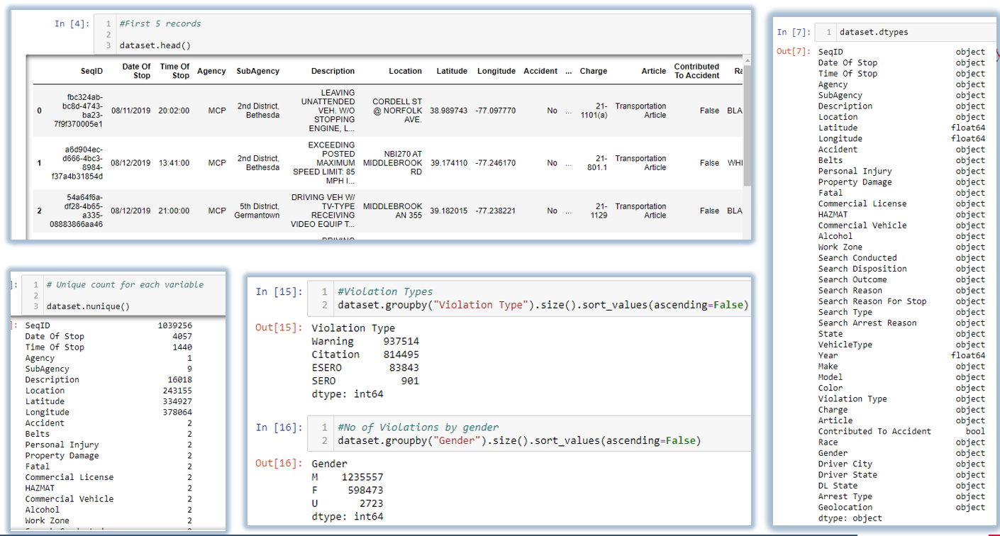 In [4]:
1 #First 5 records
2
3 dataset.head()
SeqID Date Of Stop Time Of Stop Agency SubAgency Description Location Latitude Longitude Accident ... Charge Article Contributed To Accident Ra
0 fbc324ab-bc8d-4743-ba23-7f9f370005e1 08/11/2019 20:02:00 MCP 2nd District, Bethesda LEAVING UNATTENDED VEH. W/O STOPPING ENGINE, L... CORDELL ST @ NORFOLK AVE. 38.989743 -77.097770 No ... 21-1101(a) Transportation Article False BLA
1 a6d904ec-d666-4bc3-8984-f37a4b31854d 08/12/2019 13:41:00 MCP 2nd District, Bethesda EXCEEDING POSTED MAXIMUM SPEED LIMIT: 85 MPH I... NBI270 AT MIDDLEBROOK RD 39.174110 -77.246170 No ... 21-801.1 Transportation Article False WHI
2 54a64f6a-df28-4b65-a335-08883866aa46 08/12/2019 21:00:00 MCP 5th District, Germantown DRIVING VEH W/ TV-TYPE RECEIVING VIDEO EQUIP T... MIDDLEBROOK AN 355 39.182015 -77.238221 No ... 21-1129 Transportation Article False BLA
In [7]:
1 dataset.dtypes
Out[7]:
SeqID object
Date Of Stop object
Time Of Stop object
Agency object
SubAgency object
Description object
Location object
Latitude float64
Longitude float64
Accident object
Belts object
Personal Injury object
Property Damage object
Fatal object
Commercial License object
HAZMAT object
Commercial Vehicle object
Alcohol object
Work Zone object
Search Conducted object
Search Disposition object
Search Outcome object
Search Reason object
Search Reason For Stop object
Search Type object
Search Arrest Reason object
State object
VehicleType object
Year float64
Make object
Model object
Color object
Violation Type object
Charge object
Article object
Contributed To Accident bool
Race object
Gender object
Driver City object
Driver State object
DL State object
Arrest Type object
Geolocation object
dtype: object
]:
1 # Unique count for each variable
2
3 dataset.nunique()
]:
SeqID 1039256
Date Of Stop 4057
Time Of Stop 1440
Agency 1
SubAgency 9
Description 16018
Location 243155
Latitude 334927
Longitude 378064
Accident 2
Belts 2
Personal Injury 2
Property Damage 2
Fatal 2
Commercial License 2
HAZMAT 2
Commercial Vehicle 2
Alcohol 2
Work Zone 2
In [15]:
1 #Violation Types
2 dataset.groupby("Violation Type").size().sort_values(ascending=False)
Out[15]:
Violation Type
Warning 937514
Citation 814495
ESERO 83843
SERO 901
dtype: int64
In [16]:
1 #No of Violations by gender
2 dataset.groupby("Gender").size().sort_values(ascending=False)
Out[16]:
Gender
M 1235557
F 598473
U 2723
dtype: int64